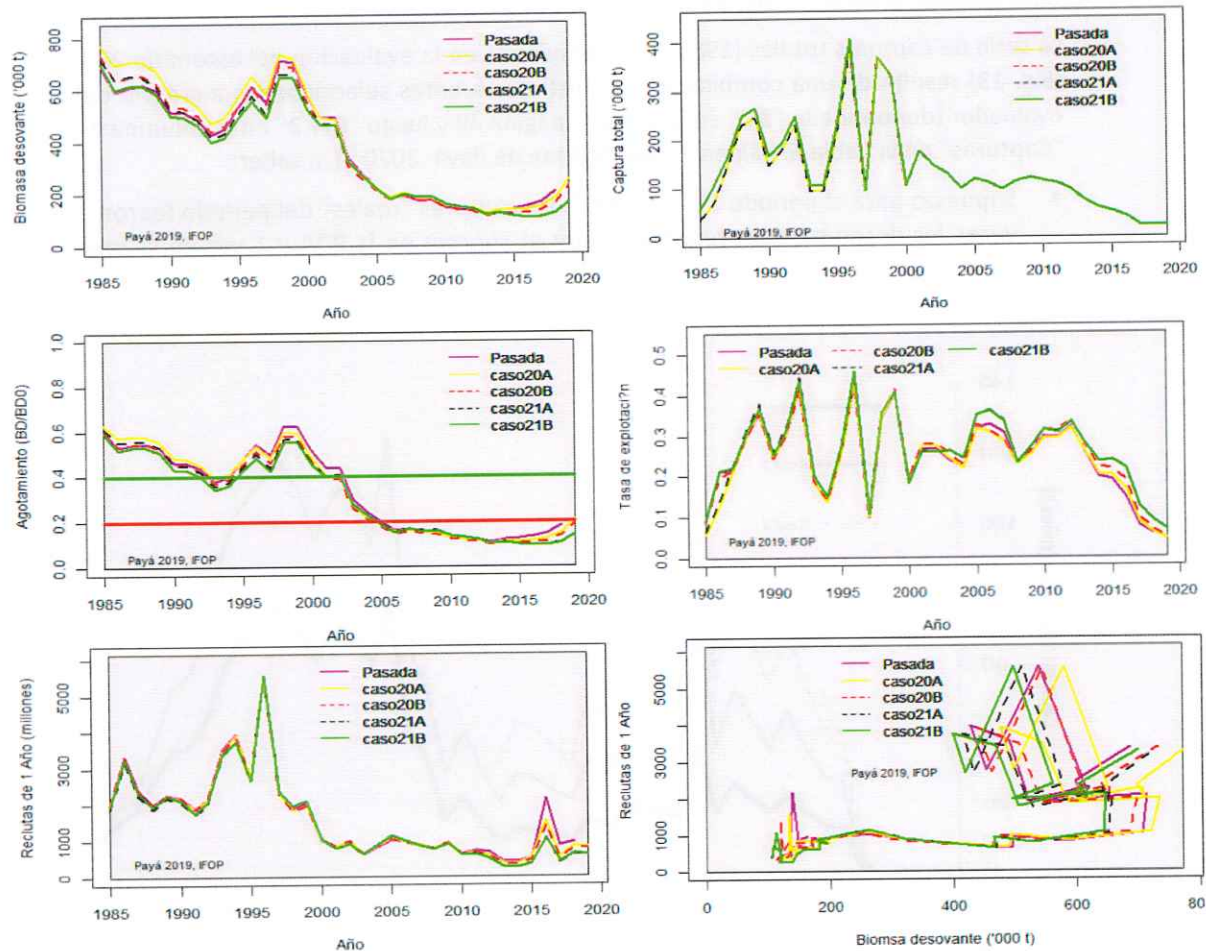 Biomasa desovante ('000 t)
800
600
400
200
0
Pasada
caso20A
caso20B
caso21A
caso21B
Payá 2019, IFOP
1985 1990 1995 2000 2005 2010 2015 2020
Año
Captura total ('000 t)
400
300
200
100
0
Pasada
caso20A
caso20B
caso21A
caso21B
Payá 2019, IFOP
1985 1990 1995 2000 2005 2010 2015 2020
Año
Agotamiento (BD/BD0)
1.0
0.8
0.6
0.4
0.2
0.0
Pasada
caso20A
caso20B
caso21A
caso21B
Payá 2019, IFOP
1985 1990 1995 2000 2005 2010 2015 2020
Año
Tasa de explotaci?n
0.5
0.4
0.3
0.2
0.1
0.0
Pasada caso20B caso21B
caso20A caso21A
Payá 2019, IFOP
1985 1990 1995 2000 2005 2010 2015 2020
Año
Reclutas de 1 Año (millones)
5000
3000
1000
0
Pasada
caso20A
caso20B
caso21A
caso21B
Payá 2019, IFOP
1985 1990 1995 2000 2005 2010 2015 2020
Año
Reclutas de 1 Año
5000
3000
1000
0
Pasada
caso20A
caso20B
caso21A
caso21B
Payá 2019, IFOP
0 200 400 600 80
Biomsa desovante ('000 t)